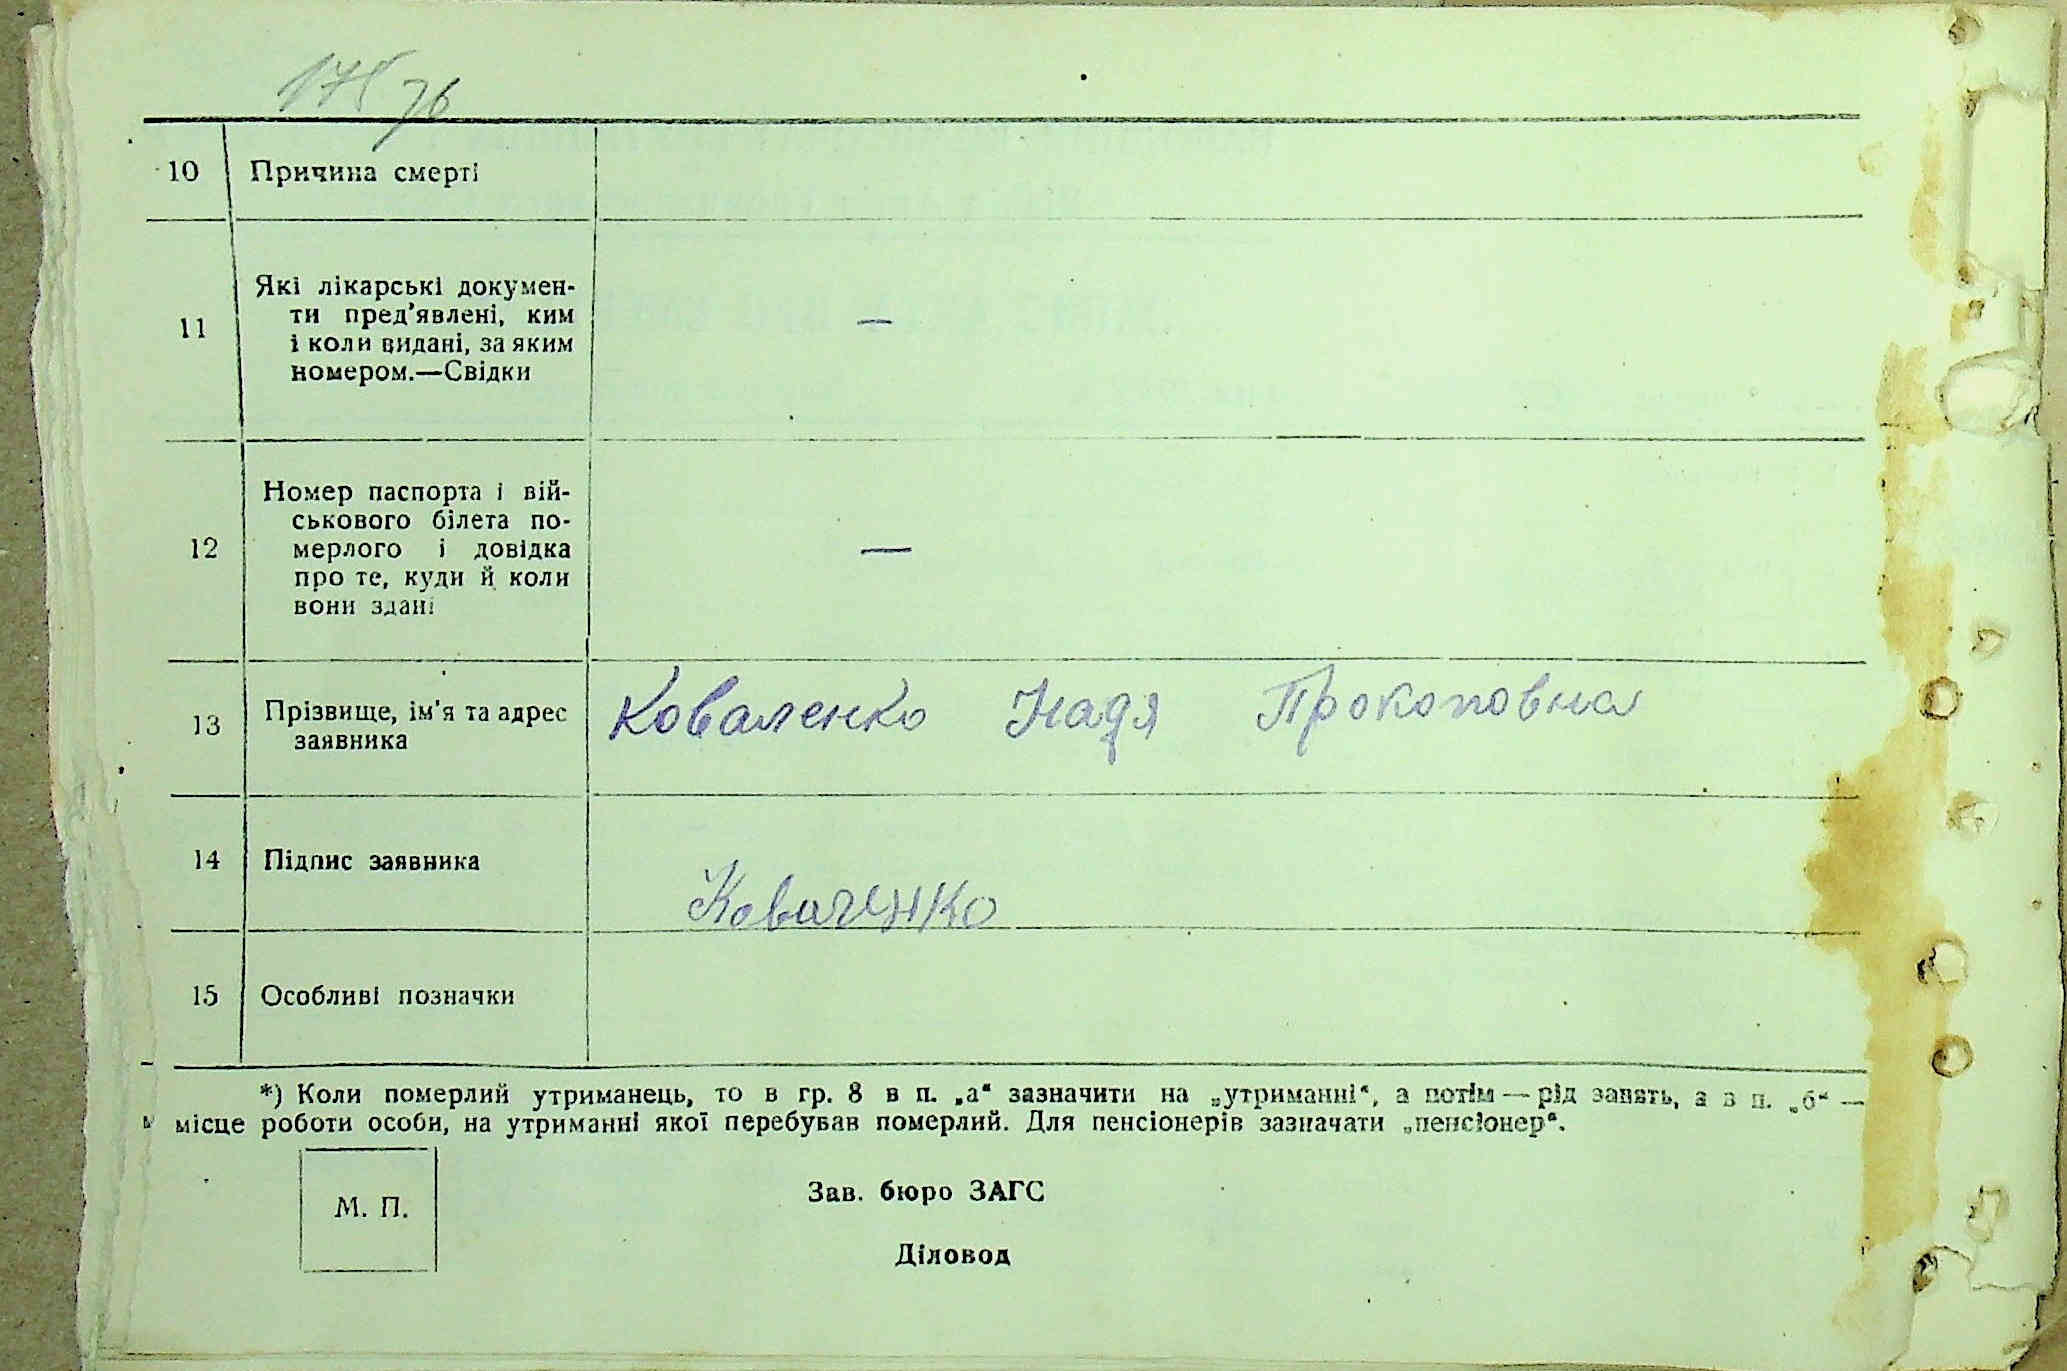 175 76
10 Причина смерті
11 Які лікарські докумен-
ти пред'явлені, ким
і коли видані, за яким
номером.—Свідки
—
12 Номер паспорта і вій-
ськового білета по-
мерлого і довідка
про те, куди й коли
вони здані
—
13 Прізвище, ім'я та адрес
заявника
Коваленко Надя Прокоповна
14 Підпис заявника
Коваленко
15 Особливі позначки
*) Коли померлий утриманець, то в гр. 8 в п. „а“ зазначити на „утриманні“, а потім — рід занять, а в п. „б“ —
місце роботи особи, на утриманні якої перебував померлий. Для пенсіонерів зазначати „пенсіонер“.
М. П.
Зав. бюро ЗАГС
Діловод